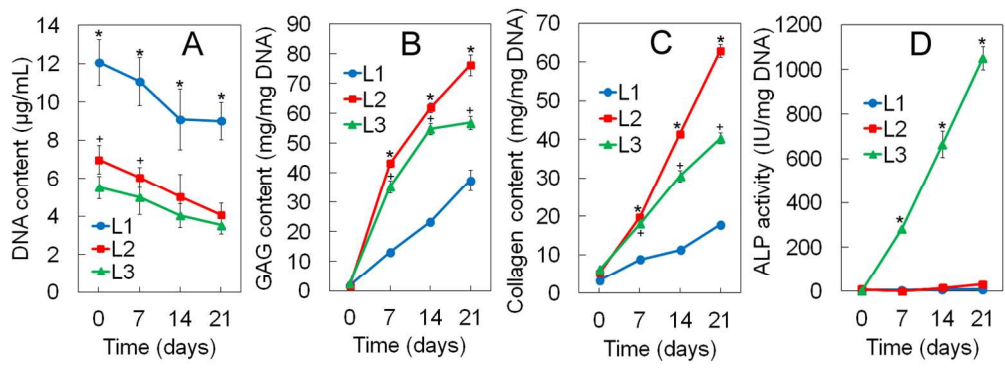 A
DNA content (µg/mL)
14
12
10
8
6
4
2
0
* * * *
+ +
L1
L2
L3
0 7 14 21
Time (days)
B
GAG content (mg/mg DNA)
90
80
70
60
50
40
30
20
10
0
L1
L2
L3
* * *
+ + +
0 7 14 21
Time (days)
C
Collagen content (mg/mg DNA)
70
60
50
40
30
20
10
0
L1
L2
L3
* * *
+ + +
0 7 14 21
Time (days)
D
ALP activity (IU/mg DNA)
1200
1000
800
600
400
200
0
L1
L2
L3
* * *
0 7 14 21
Time (days)